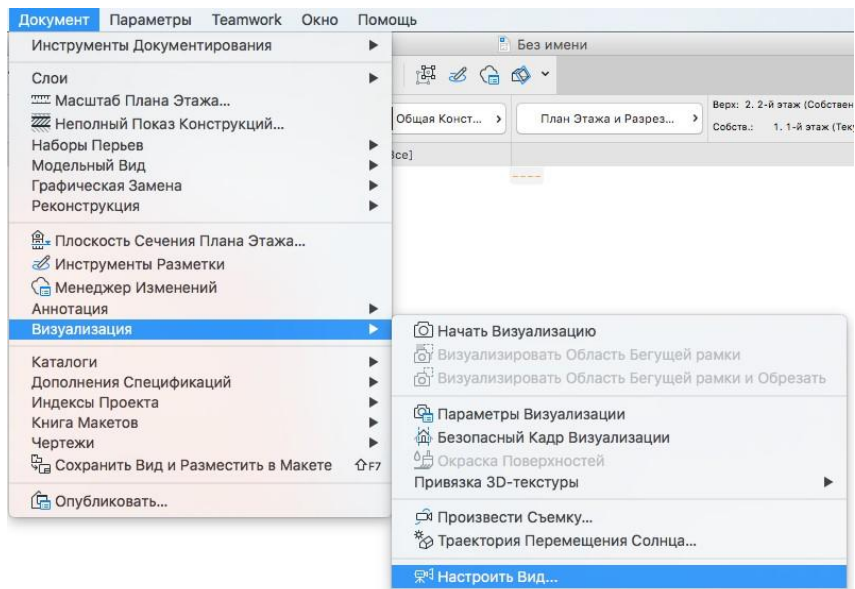 Документ Параметры Teamwork Окно Помощь
Инструменты Документирования
Без имени
Слои
Масштаб Плана Этажа...
Неполный Показ Конструкций...
Наборы Перьев
Модельный Вид
Графическая Замена
Реконструкция
Общая Конст...
План Этажа и Разрез...
Верх: 2. 2-й этаж (Собствен
Собств.: 1. 1-й этаж (Тек
Все]
Плоскость Сечения Плана Этажа...
Инструменты Разметки
Менеджер Изменений
Аннотация
Визуализация
Каталоги
Дополнения Спецификаций
Индексы Проекта
Книга Макетов
Чертежи
Сохранить Вид и Разместить в Макете ⇧F7
Опубликовать...
Начать Визуализацию
Визуализировать Область Бегущей рамки
Визуализировать Область Бегущей рамки и Обрезать
Параметры Визуализации
Безопасный Кадр Визуализации
Окраска Поверхностей
Привязка 3D-текстуры
Произвести Съемку...
Траектория Перемещения Солнца...
Настроить Вид...